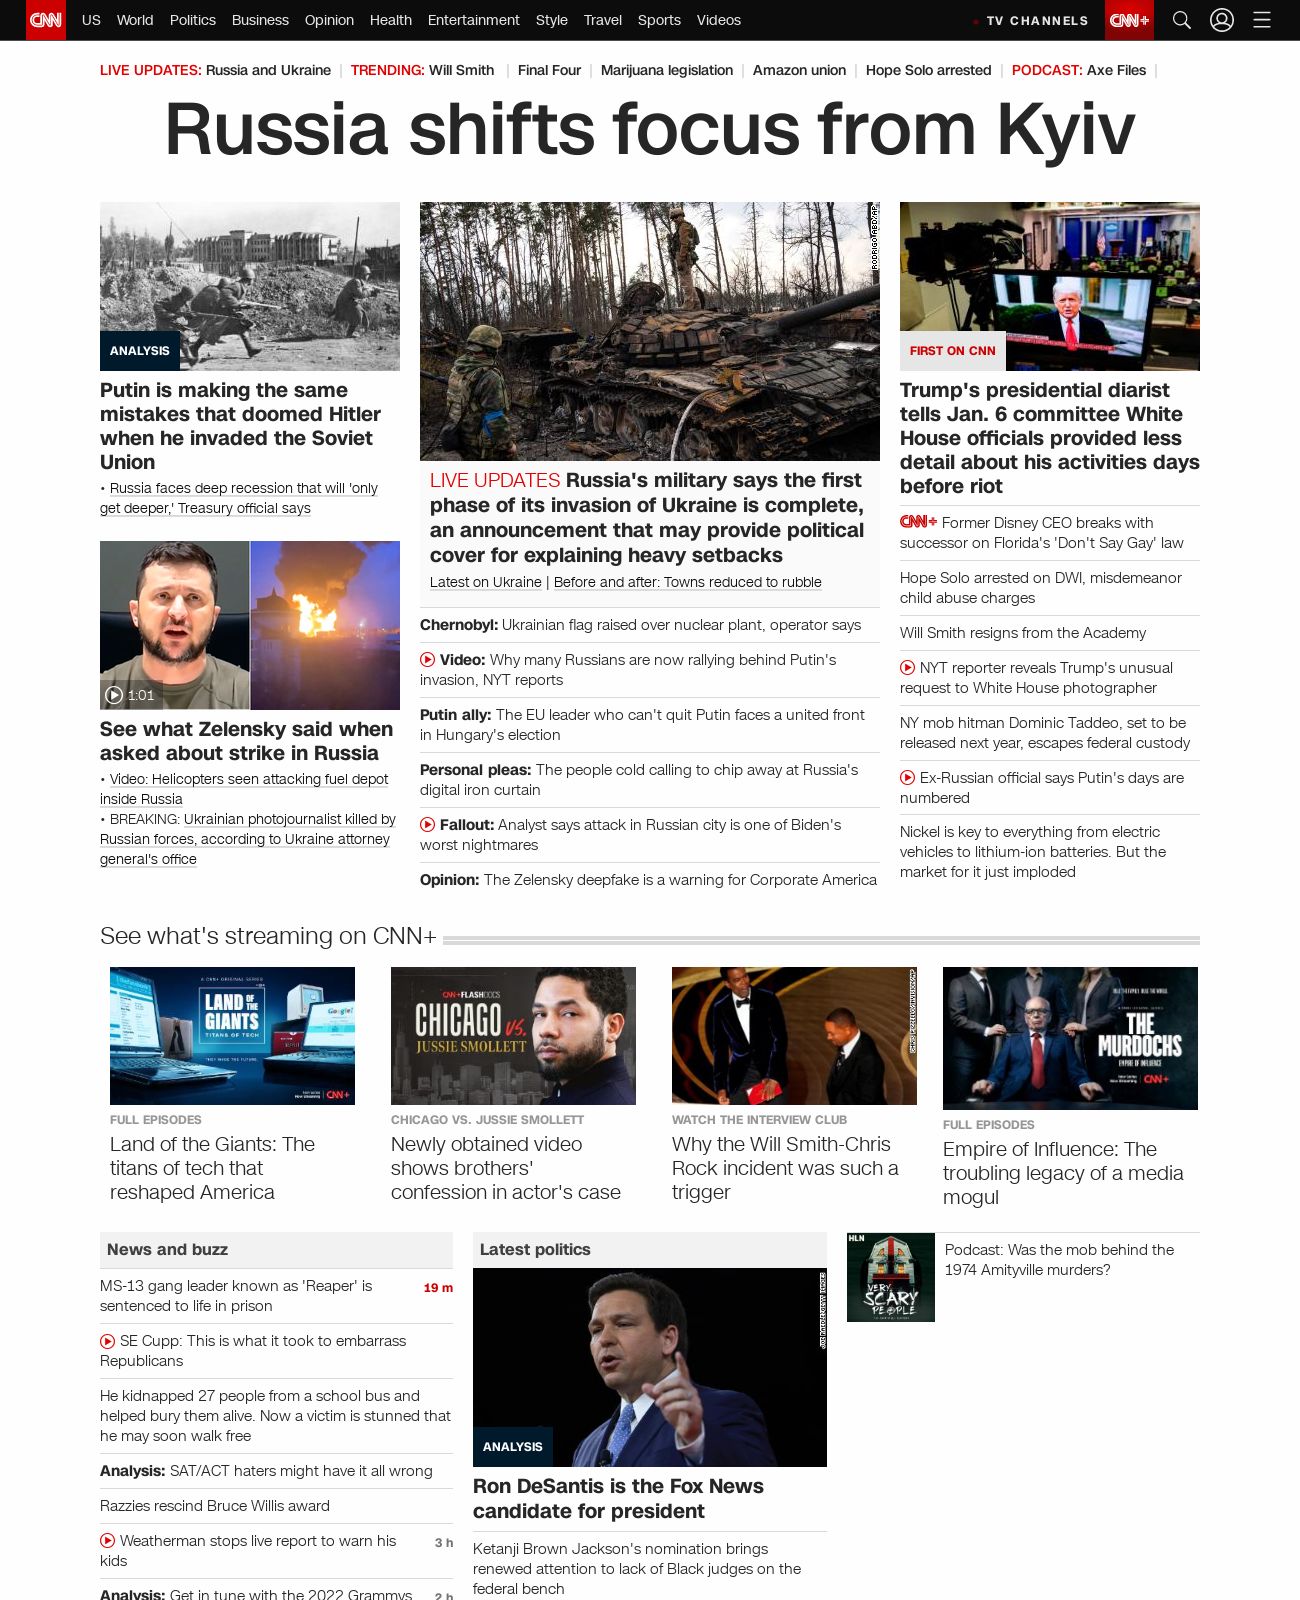 CNN US World Politics Business Opinion Health Entertainment Style Travel Sports Videos TV CHANNELS CNN+
LIVE UPDATES: Russia and Ukraine TRENDING: Will Smith Final Four Marijuana legislation Amazon union Hope Solo arrested PODCAST: Axe Files
Russia shifts focus from Kyiv
ANALYSIS
Putin is making the same
mistakes that doomed Hitler
when he invaded the Soviet
Union
• Russia faces deep recession that will 'only
get deeper,' Treasury official says
1:01
See what Zelensky said when
asked about strike in Russia
• Video: Helicopters seen attacking fuel depot
inside Russia
• BREAKING: Ukrainian photojournalist killed by
Russian forces, according to Ukraine attorney
general's office
RODRIGO ABD/AP
LIVE UPDATES Russia's military says the first
phase of its invasion of Ukraine is complete,
an announcement that may provide political
cover for explaining heavy setbacks
Latest on Ukraine | Before and after: Towns reduced to rubble
Chernobyl: Ukrainian flag raised over nuclear plant, operator says
Video: Why many Russians are now rallying behind Putin's
invasion, NYT reports
Putin ally: The EU leader who can't quit Putin faces a united front
in Hungary's election
Personal pleas: The people cold calling to chip away at Russia's
digital iron curtain
Fallout: Analyst says attack in Russian city is one of Biden's
worst nightmares
Opinion: The Zelensky deepfake is a warning for Corporate America
FIRST ON CNN
Trump's presidential diarist
tells Jan. 6 committee White
House officials provided less
detail about his activities days
before riot
CNN+ Former Disney CEO breaks with
successor on Florida's 'Don't Say Gay' law
Hope Solo arrested on DWI, misdemeanor
child abuse charges
Will Smith resigns from the Academy
NYT reporter reveals Trump's unusual
request to White House photographer
NY mob hitman Dominic Taddeo, set to be
released next year, escapes federal custody
Ex-Russian official says Putin's days are
numbered
Nickel is key to everything from electric
vehicles to lithium-ion batteries. But the
market for it just imploded
See what's streaming on CNN+
A CNN+ ORIGINAL SERIES
LAND OF THE
GIANTS
TITANS OF TECH
THEY MADE THE FUTURE.
Google!
CNN+
FULL EPISODES
Land of the Giants: The
titans of tech that
reshaped America
CNN+ FLASHDOCS
CHICAGO VS.
JUSSIE SMOLLETT
CHICAGO VS. JUSSIE SMOLLETT
Newly obtained video
shows brothers'
confession in actor's case
WATCH THE INTERVIEW CLUB
Why the Will Smith-Chris
Rock incident was such a
trigger
THE
MURDOCHS
EMPIRE OF INFLUENCE
CNN+
FULL EPISODES
Empire of Influence: The
troubling legacy of a media
mogul
News and buzz
MS-13 gang leader known as 'Reaper' is 19 m
sentenced to life in prison
SE Cupp: This is what it took to embarrass
Republicans
He kidnapped 27 people from a school bus and
helped bury them alive. Now a victim is stunned that
he may soon walk free
Analysis: SAT/ACT haters might have it all wrong
Razzies rescind Bruce Willis award
Weatherman stops live report to warn his 3 h
kids
Analysis: Get in tune with the 2022 Grammys 2 h
Latest politics
ANALYSIS
Ron DeSantis is the Fox News
candidate for president
Ketanji Brown Jackson's nomination brings
renewed attention to lack of Black judges on the
federal bench
HLN
VERY
SCARY
PEOPLE
Podcast: Was the mob behind the
1974 Amityville murders?